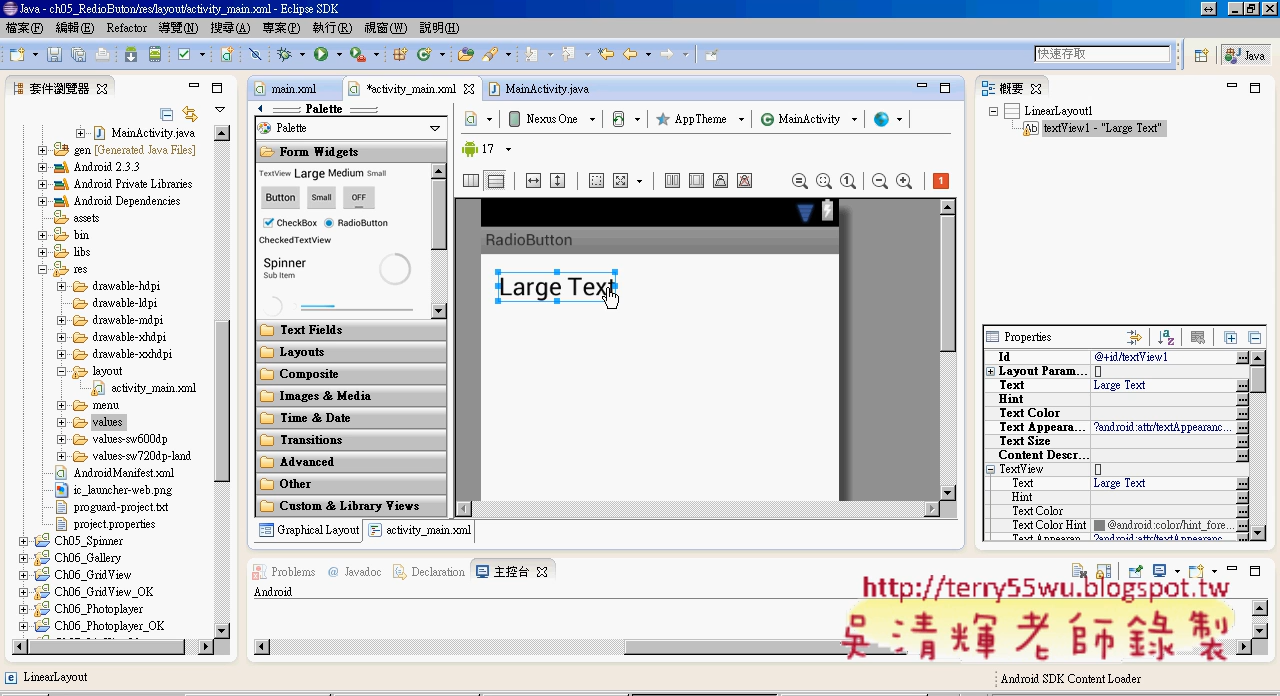 Java - ch05_RedioButon/res/layout/activity_main.xml - Eclipse SDK
檔案(F) 編輯(E) Refactor 導覽(N) 搜尋(A) 專案(P) 執行(R) 視窗(W) 說明(H)
快速存取
Java
套件瀏覽器
MainActivity.java
gen [Generated Java Files]
Android 2.3.3
Android Private Libraries
Android Dependencies
assets
bin
libs
res
drawable-hdpi
drawable-ldpi
drawable-mdpi
drawable-xhdpi
drawable-xxhdpi
layout
activity_main.xml
menu
values
values-sw600dp
values-sw720dp-land
AndroidManifest.xml
ic_launcher-web.png
proguard-project.txt
project.properties
Ch05_Spinner
Ch06_Gallery
Ch06_GridView
Ch06_GridView_OK
Ch06_Photoplayer
Ch06_Photoplayer_OK
main.xml
*activity_main.xml
MainActivity.java
Palette
Palette
Form Widgets
TextView Large Medium Small
Button Small OFF
CheckBox RadioButton
CheckedTextView
Spinner
Sub Item
Text Fields
Layouts
Composite
Images & Media
Time & Date
Transitions
Advanced
Other
Custom & Library Views
Graphical Layout
activity_main.xml
Nexus One
AppTheme
MainActivity
17
1
RadioButton
Large Text
概要
LinearLayout1
Ab textView1 - "Large Text"
Properties
Id @+id/textView1
Layout Param... []
Text Large Text
Hint
Text Color
Text Appeara... ?android:attr/textAppearanc...
Text Size
Content Descr...
TextView []
Text Large Text
Hint
Text Color
Text Color Hint @android:color/hint_fore...
Text Appearan ?android:attr/textAppearanc
Problems @ Javadoc Declaration 主控台
Android
http://terry55wu.blogspot.tw
吳清輝老師錄製
LinearLayout
Android SDK Content Loader